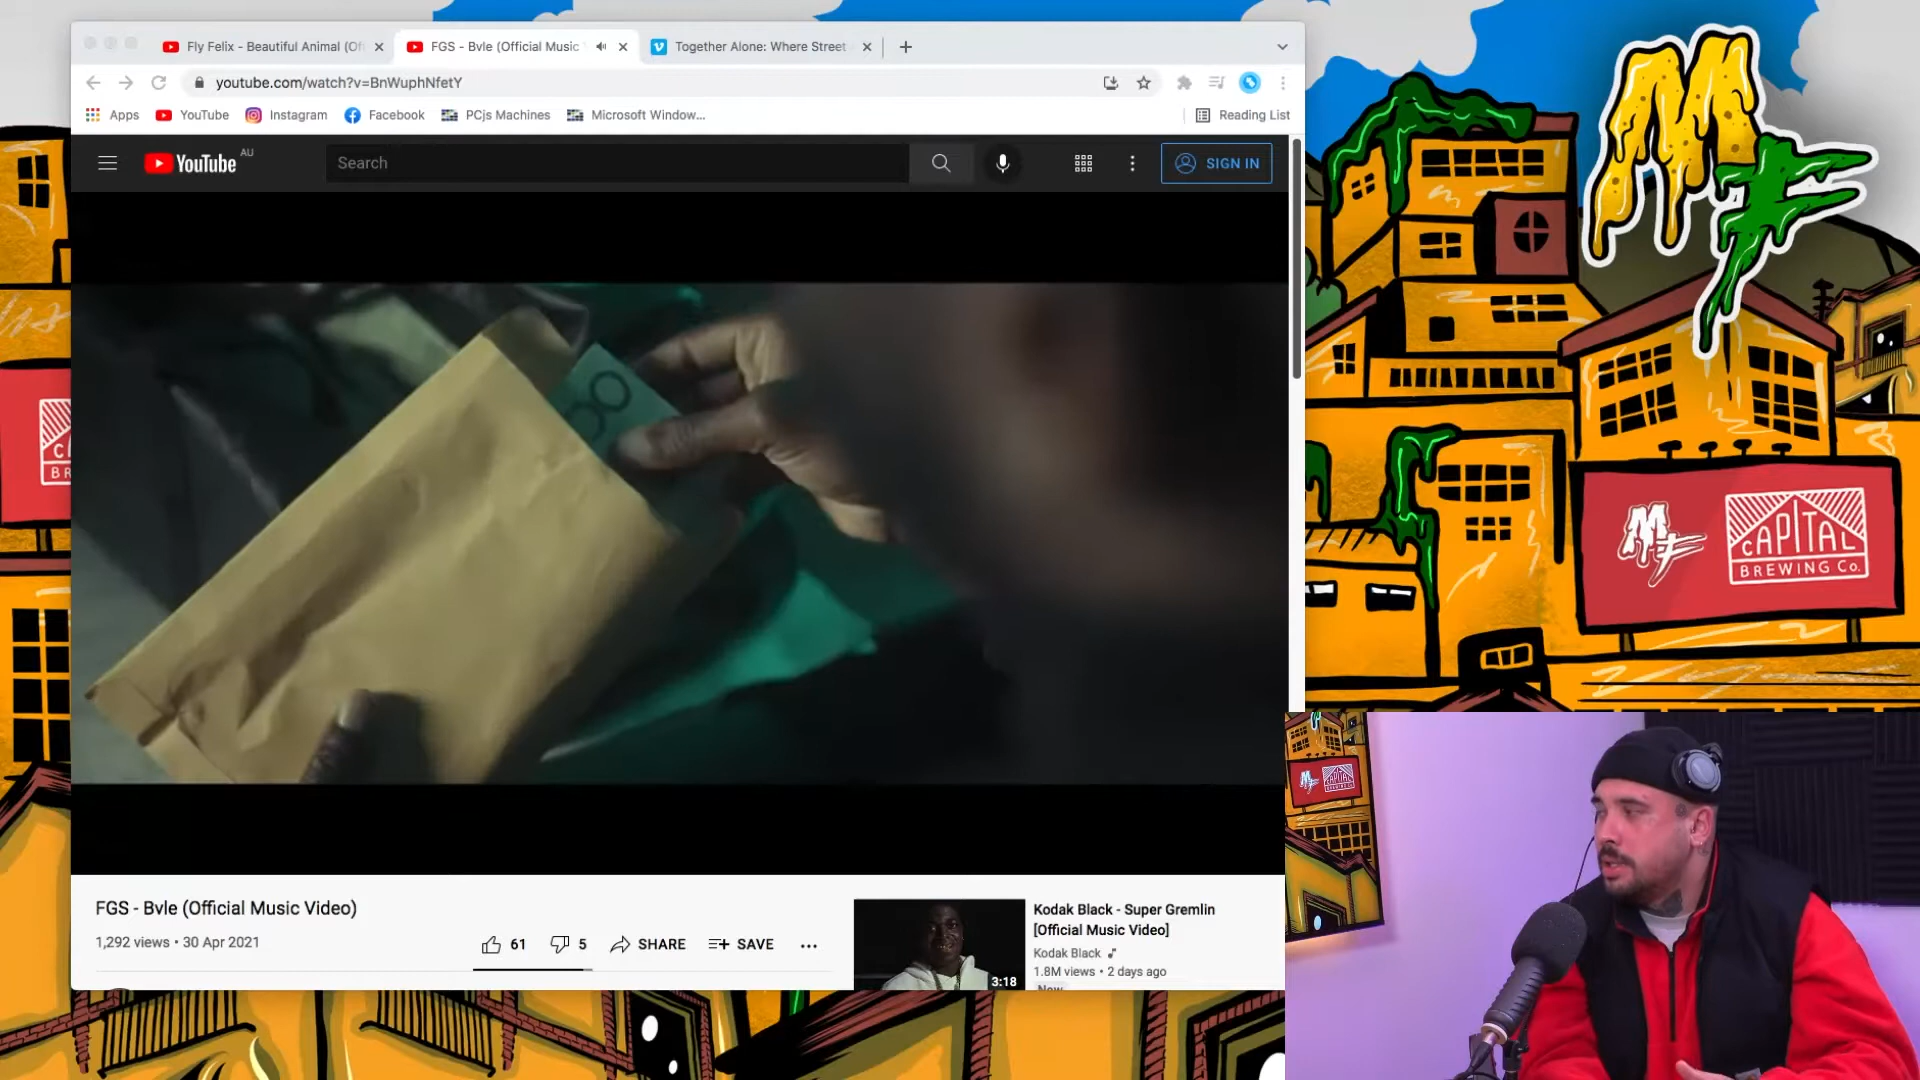 Fly Felix - Beautiful Animal (Of
FGS - Bvle (Official Music
Together Alone: Where Street
youtube.com/watch?v=BnWuphNfetY
Apps
YouTube
Instagram
Facebook
PCjs Machines
Microsoft Window...
Reading List
YouTube AU
Search
SIGN IN
MF
MF
CAPITAL
BREWING Co.
FGS - Bvle (Official Music Video)
1,292 views • 30 Apr 2021
61
5
SHARE
SAVE
3:18
Kodak Black - Super Gremlin
[Official Music Video]
Kodak Black
1.8M views • 2 days ago
New